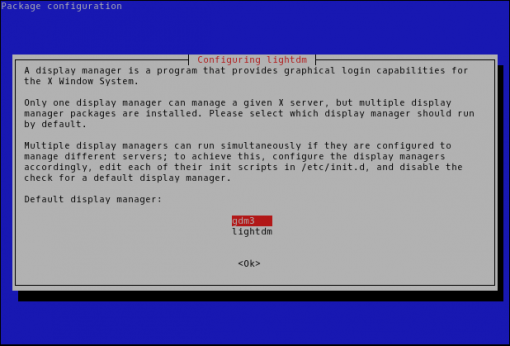 Package configuration
Configuring lightdm
A display manager is a program that provides graphical login capabilities for
the X Window System.
Only one display manager can manage a given X server, but multiple display
manager packages are installed. Please select which display manager should run
by default.
Multiple display managers can run simultaneously if they are configured to
manage different servers; to achieve this, configure the display managers
accordingly, edit each of their init scripts in /etc/init.d, and disable the
check for a default display manager.
Default display manager:
gdm3
lightdm
<Ok>